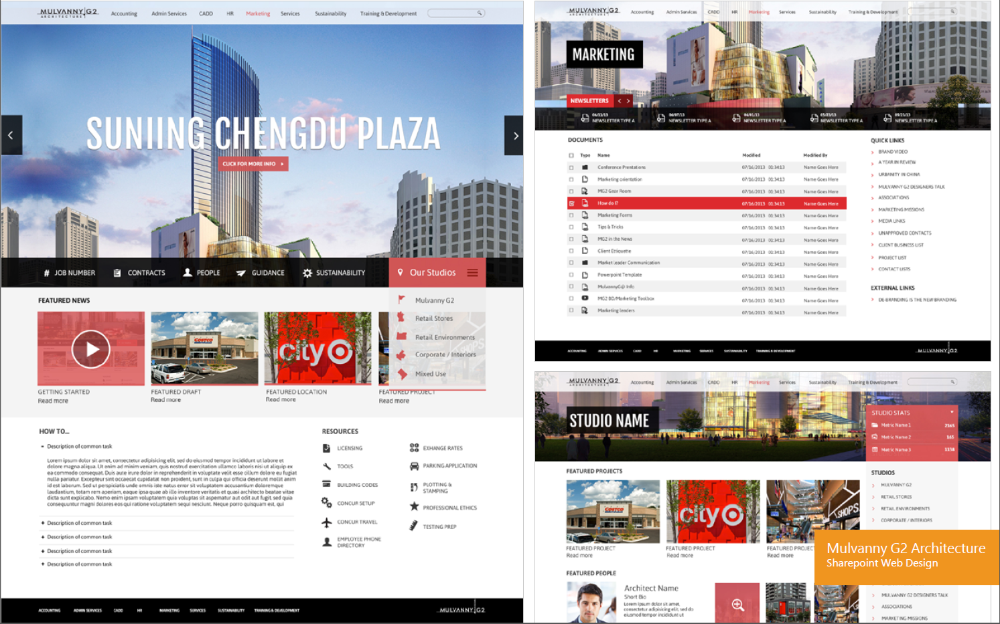 MULVANNY G2
ARCHITECTURE
Accounting
Admin Services
CADD
HR
Marketing
Services
Sustainability
Training & Development
SUNIING CHENGDU PLAZA
CLICK FOR MORE INFO
# JOB NUMBER
CONTRACTS
PEOPLE
GUIDANCE
SUSTAINABILITY
Our Studios
Mulvanny G2
Retail Stores
Retail Environments
Corporate / Interiors
Mixed Use
FEATURED NEWS
COSTCO
city
SHOPS
GETTING STARTED
Read more
FEATURED DRAFT
Read more
FEATURED LOCATION
Read more
FEATURED PROJECT
Read more
HOW TO...
- Description of common task
Lorem ipsum dolor sit amet, consectetur adipisicing elit, sed do eiusmod tempor incididunt ut labore et
dolore magna aliqua. Ut enim ad minim veniam, quis nostrud exercitation ullamco laboris nisi ut aliquip ex
ea commodo consequat. Duis aute irure dolor in reprehenderit in voluptate velit esse cillum dolore eu fugiat
nulla pariatur. Excepteur sint occaecat cupidatat non proident, sunt in culpa qui officia deserunt mollit anim
id est laborum. Sed ut perspiciatis unde omnis iste natus error sit voluptatem accusantium doloremque
laudantium, totam rem aperiam, eaque ipsa quae ab illo inventore veritatis et quasi architecto beatae vitae
dicta sunt explicabo. Nemo enim ipsam voluptatem quia voluptas sit aspernatur aut odit aut fugit, sed quia
consequuntur magni dolores eos qui ratione voluptatem sequi nesciunt. Neque porro quisquam est, qui
+ Description of common task
+ Description of common task
+ Description of common task
+ Description of common task
RESOURCES
LICENSING
TOOLS
BUILDING CODES
CONCUR SETUP
CONCUR TRAVEL
EMPLOYEE PHONE
DIRECTORY
EXHANGE RATES
PARKING APPLICATION
PLOTTING &
STAMPING
PROFESSIONAL ETHICS
TESTING PREP
ACCOUNTING
ADMIN SERVICES
CADD
HR
MARKETING
SERVICES
SUSTAINABILITY
TRAINING & DEVELOPMENT
MULVANNY G2
MULVANNY G2
ARCHITECTURE
Accounting
Admin Services
CADD
HR
Marketing
Services
Sustainability
Training & Development
MARKETING
NEWSLETTERS
NEWSLETTER TYPE A
06/07/13
NEWSLETTER TYPE A
06/01/13
NEWSLETTER TYPE A
05/25/13
NEWSLETTER TYPE A
05/21/13
NEWSLETTER TYPE A
DOCUMENTS
Type Name Modified Modified By
Conference Prentations 07/16/2013 01:34:13 Name Goes Here
Marketing orientation 07/16/2013 01:34:13 Name Goes Here
MG2 Gear Room 07/16/2013 01:34:13 Name Goes Here
How do I? 07/16/2013 01:34:13 Name Goes Here
Marketing Forms 07/16/2013 01:34:13 Name Goes Here
Tips & Tricks 07/16/2013 01:34:13 Name Goes Here
MG2 in the News 07/16/2013 01:34:13 Name Goes Here
Client Ettiquette 07/16/2013 01:34:13 Name Goes Here
Market leader Communication 07/16/2013 01:34:13 Name Goes Here
Powerpoint Template 07/16/2013 01:34:13 Name Goes Here
MulvannyG@ Info 07/16/2013 01:34:13 Name Goes Here
MG2 BD/Marketing Toolbox 07/16/2013 01:34:13 Name Goes Here
Marketing leaders 07/16/2013 01:34:13 Name Goes Here
QUICK LINKS
BRAND VIDEO
A YEAR IN REVIEW
URBANITY IN CHINA
MULVANNY G2 DESIGNERS TALK
ASSOCIATIONS
MARKETING MISSIONS
MEDIA LINKS
UNAPPROVED CONTACTS
CLIENT BUSINESS LIST
PROJECT LIST
CONTACT LISTS
EXTERNAL LINKS
DE-BRANDING IS THE NEW BRANDING
ACCOUNTING
ADMIN SERVICES
CADD
HR
MARKETING
SERVICES
SUSTAINABILITY
TRAINING & DEVELOPMENT
MULVANNY G2
MULVANNY G2
ARCHITECTURE
Accounting
Admin Services
CADD
HR
Marketing
Services
Sustainability
Training & Development
STUDIO NAME
STUDIO STATS
Metric Name 1 2365
Metric Name 2 165
Metric Name 3 1338
FEATURED PROJECTS
COSTCO
city
SHOPS
FEATURED PROJECT
Read more
FEATURED PROJECT
Read more
FEATURED PROJECT
Read more
STUDIOS
MULVANNY G2
RETAIL STORES
RETAIL ENVIRONMENTS
CORPORATE / INTERIORS
Mulvanny G2 Architecture
Sharepoint Web Design
FEATURED PEOPLE
Architect Name
Short Bio
Lorem ipsum dolor sit amet,
consectetur adipisicing elit, sed do
eiusmod tempor incididunt ut
MULVANNY G2 DESIGNERS TALK
ASSOCIATIONS
MARKETING MISSIONS